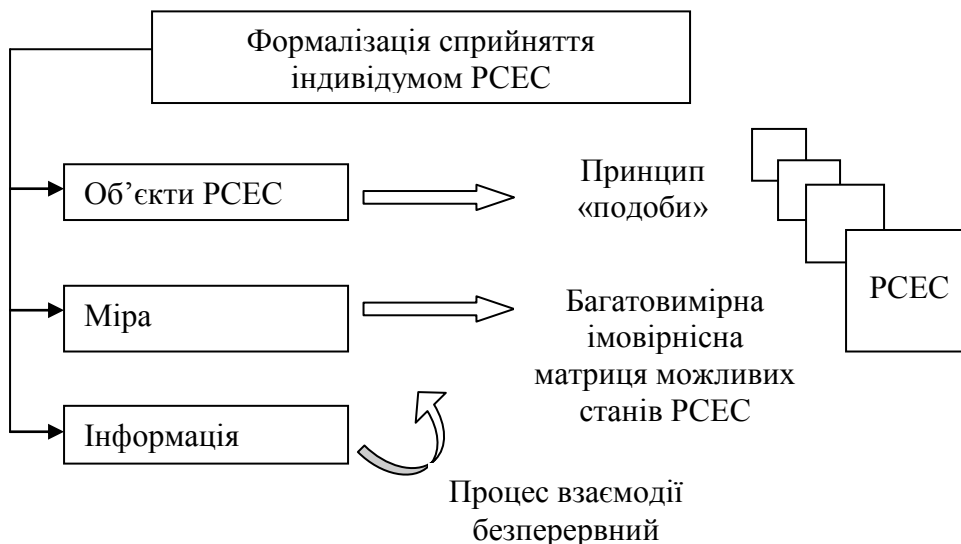 Формалізація сприйняття
індивідумом РСЕС
Об’єкти РСЕС
Принцип
«подоби»
РСЕС
Міра
Багатовимірна
імовірнісна
матриця можливих
станів РСЕС
Інформація
Процес взаємодії
безперервний